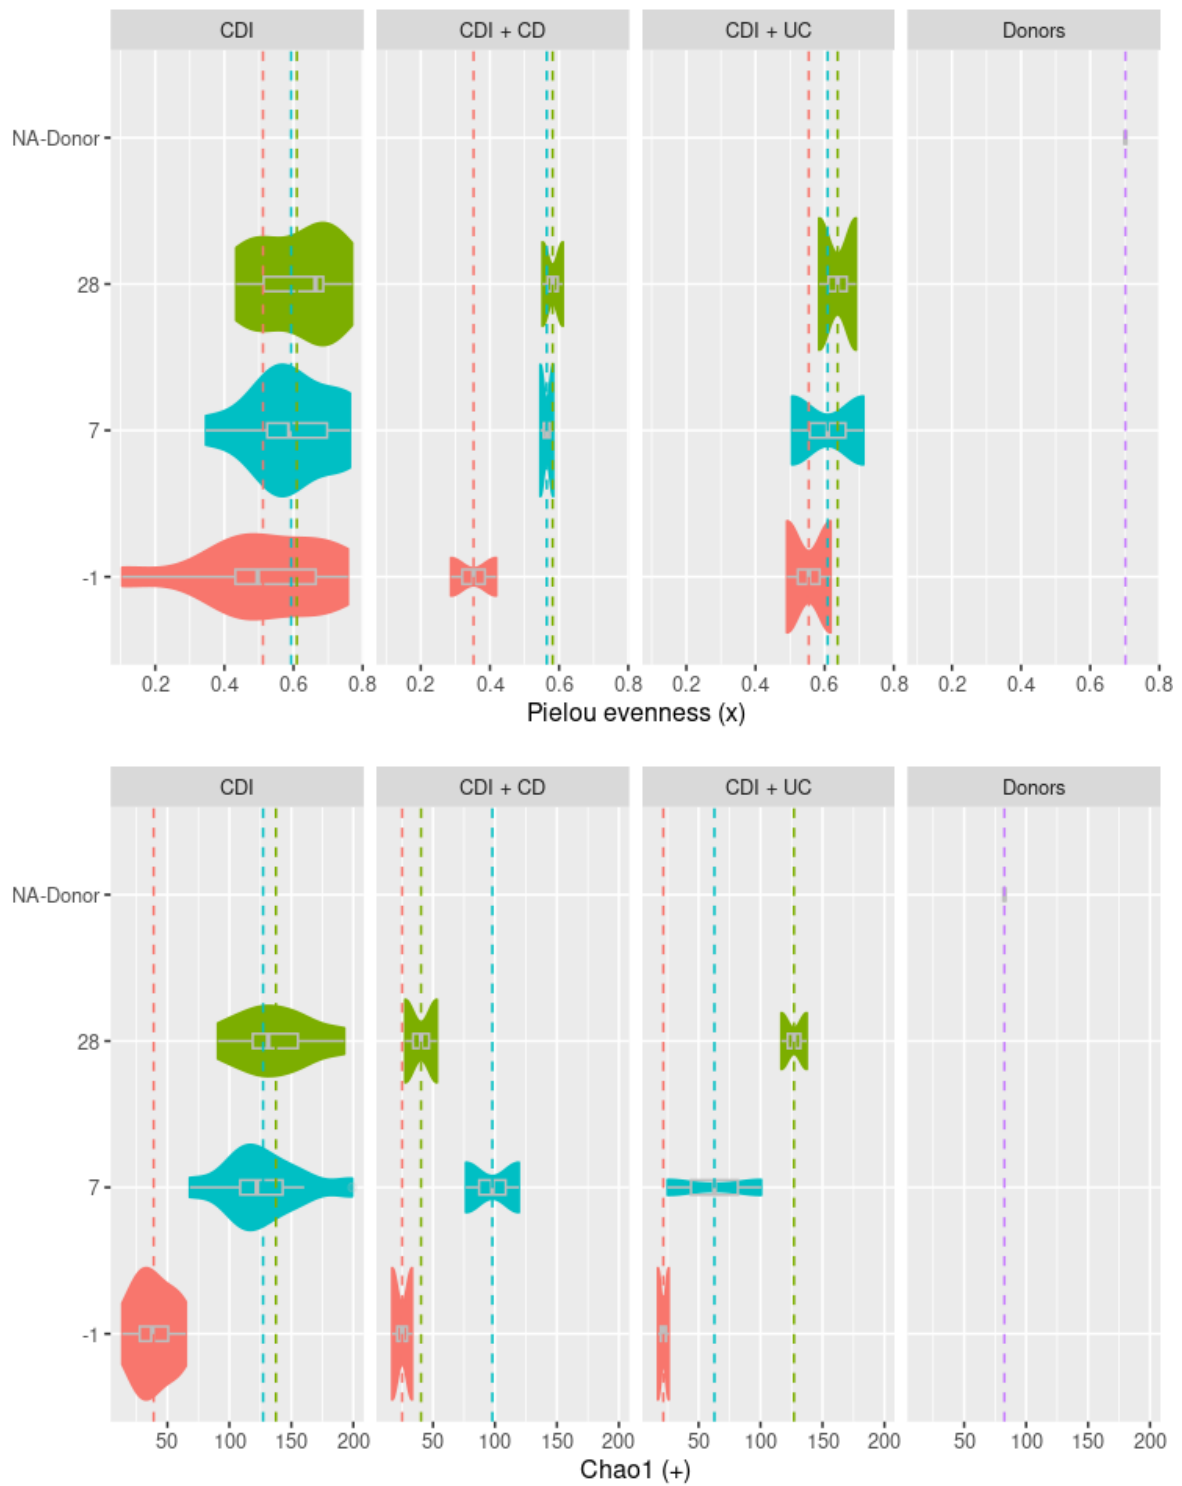 CDI CDI + CD CDI + UC Donors
NA-Donor
28
7
-1
0.2 0.4 0.6 0.8 0.2 0.4 0.6 0.8 0.2 0.4 0.6 0.8 0.2 0.4 0.6 0.8
Pielou evenness (x)
CDI CDI + CD CDI + UC Donors
NA-Donor
28
7
-1
50 100 150 200 50 100 150 200 50 100 150 200 50 100 150 200
Chao1 (+)